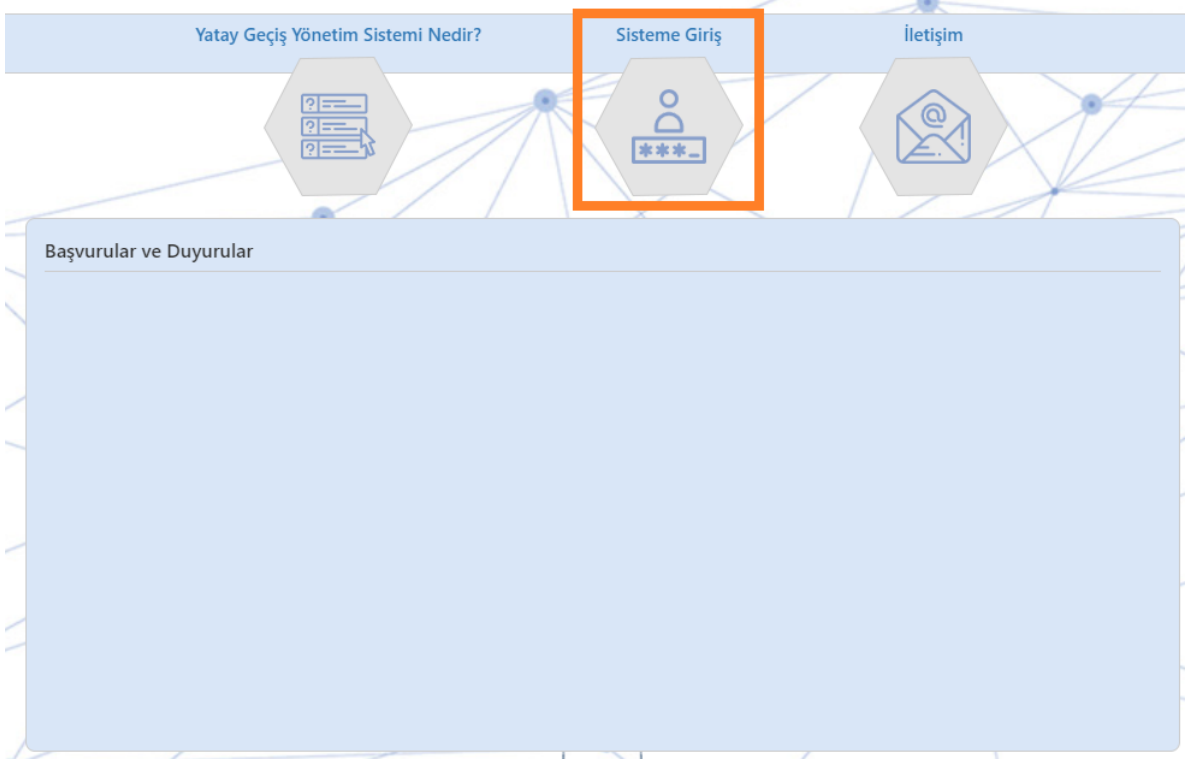 Yatay Geçiş Yönetim Sistemi Nedir?
Sisteme Giriş
İletişim
?
?
?
***_
@
Başvurular ve Duyurular